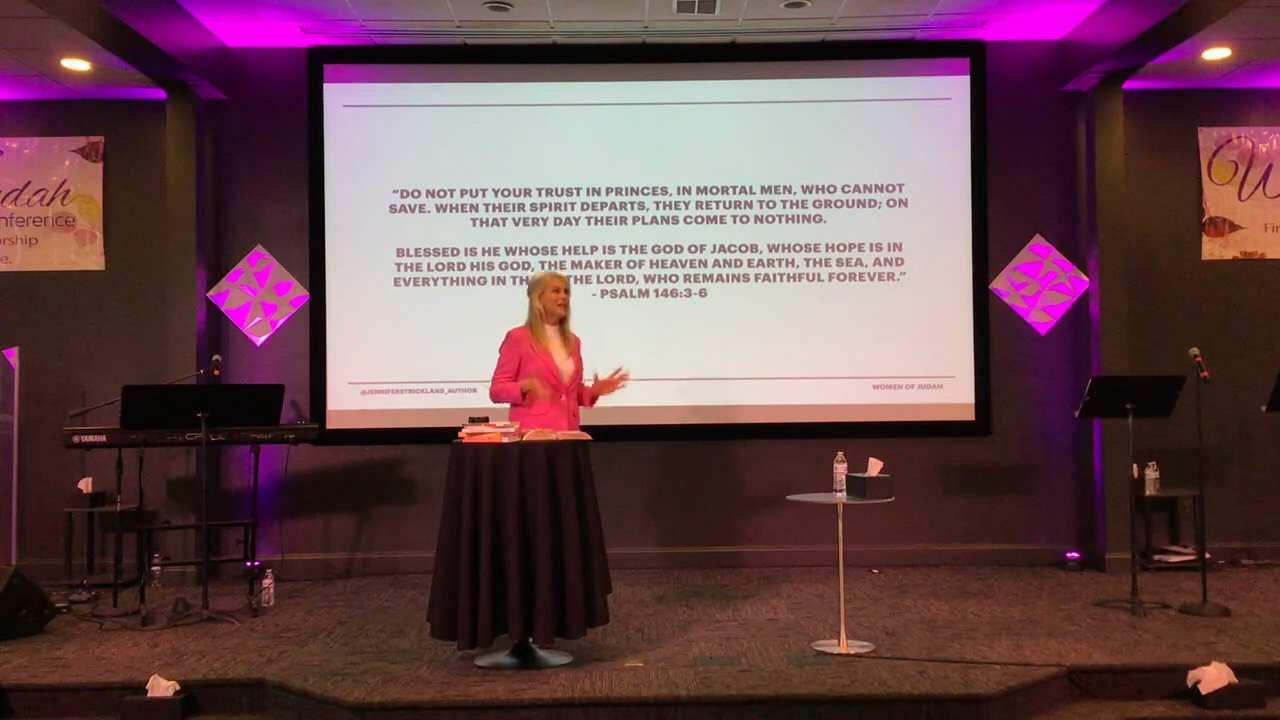 "DO NOT PUT YOUR TRUST IN PRINCES, IN MORTAL MEN, WHO CANNOT
SAVE. WHEN THEIR SPIRIT DEPARTS, THEY RETURN TO THE GROUND; ON
THAT VERY DAY THEIR PLANS COME TO NOTHING.
BLESSED IS HE WHOSE HELP IS THE GOD OF JACOB, WHOSE HOPE IS IN
THE LORD HIS GOD, THE MAKER OF HEAVEN AND EARTH, THE SEA, AND
EVERYTHING IN THE LORD, WHO REMAINS FAITHFUL FOREVER."
- PSALM 146:3-6
@JENNIFERSTRICKLAND_AUTHOR
WOMEN OF JUDAH
YAMAHA